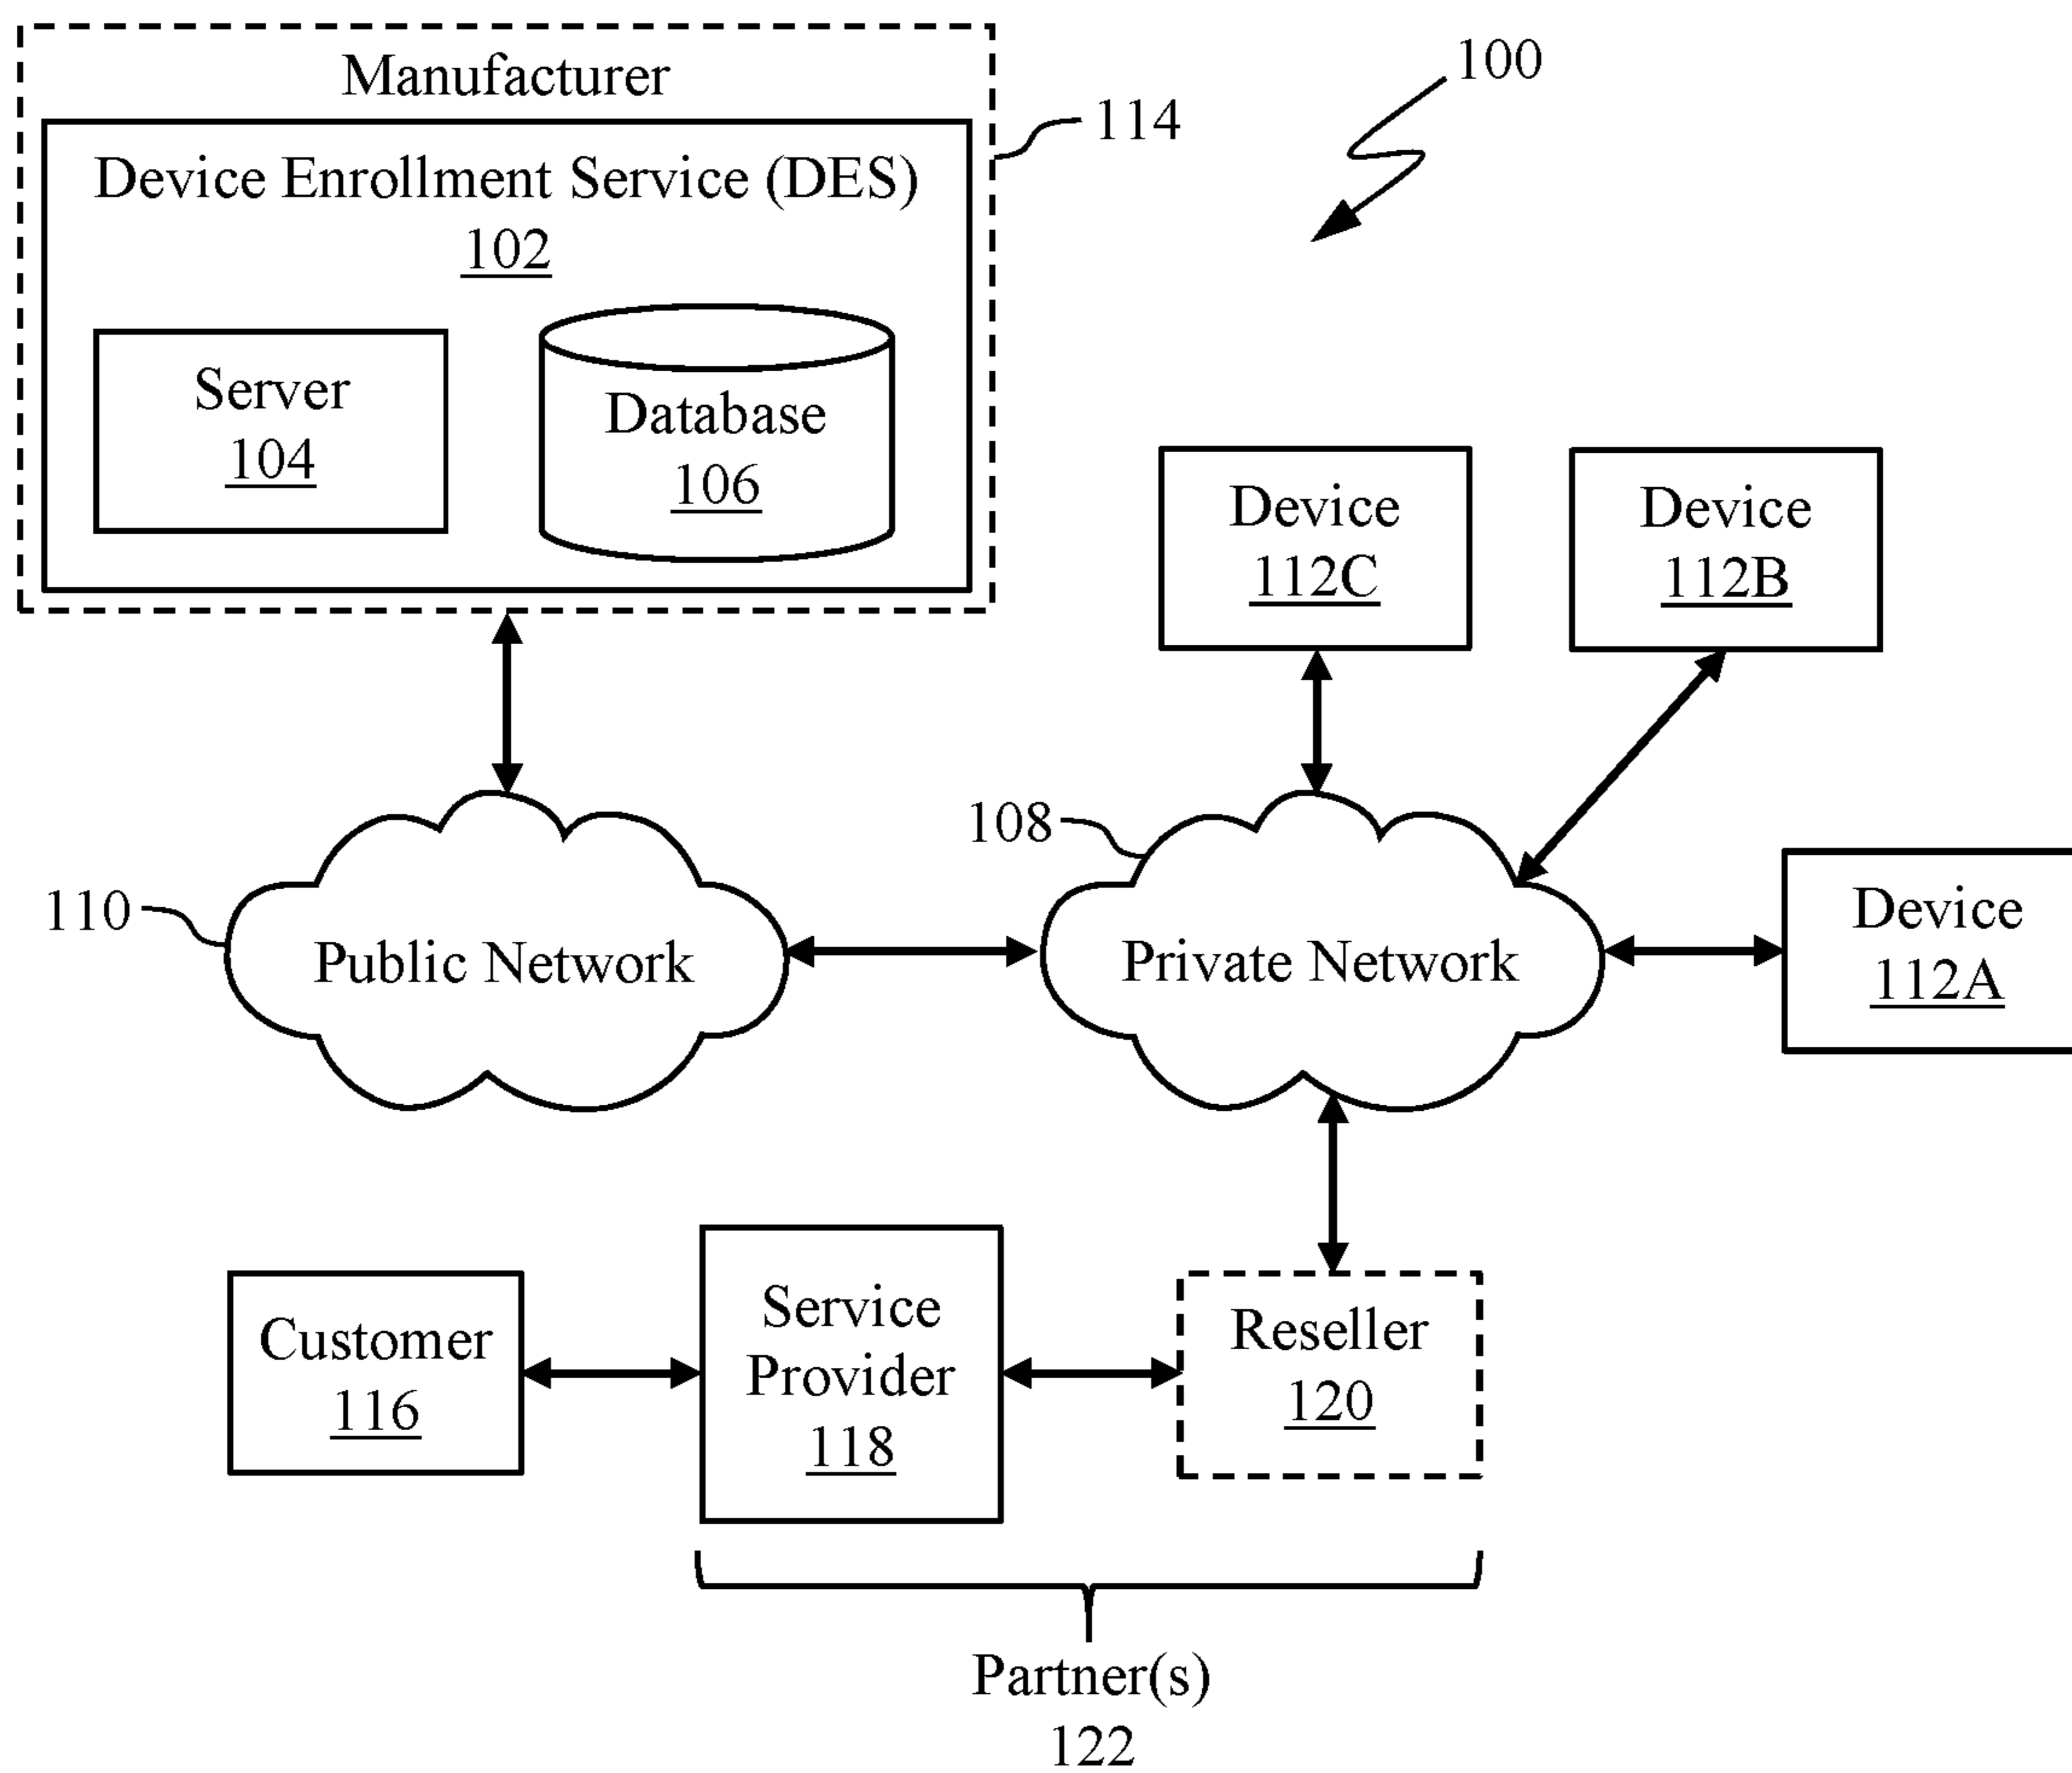 Manufacturer
100
114
Device Enrollment Service (DES)
102
Server
104
Database
106
Device
112C
Device
112B
108
110
Public Network
Private Network
Device
112A
Customer
116
Service
Provider
118
Reseller
120
Partner(s)
122